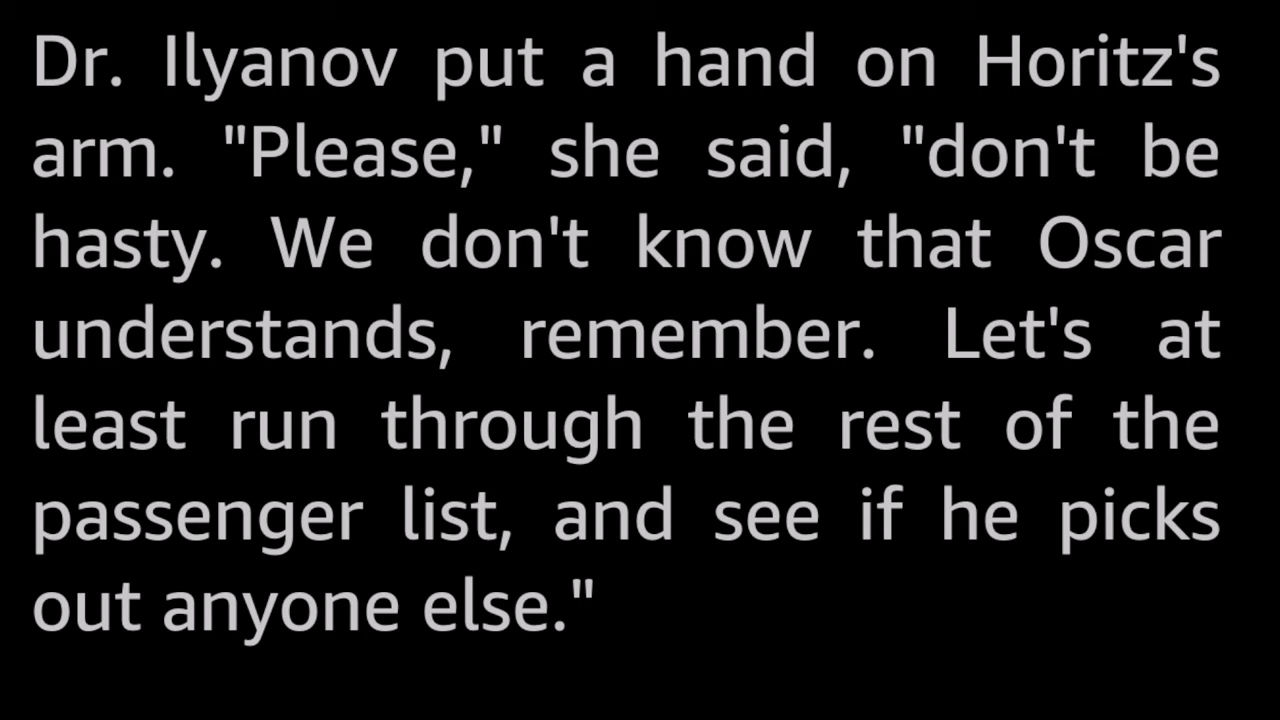 Dr. Ilyanov put a hand on Horitz's
arm. "Please," she said, "don't be
hasty. We don't know that Oscar
understands, remember. Let's at
least run through the rest of the
passenger list, and see if he picks
out anyone else."